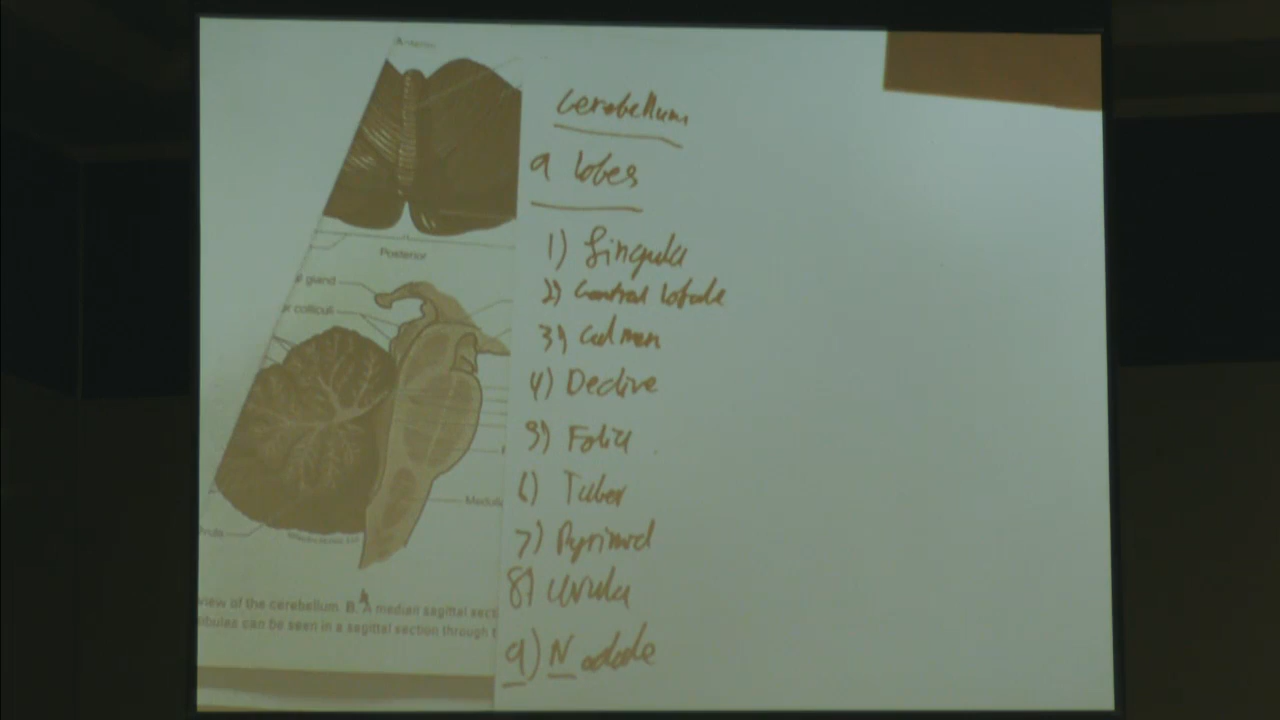 Anterior
Posterior
gland
colliculi
Medulla
view of the cerebellum. B. A median sagittal sect
can be seen in a sagittal section through
Cerebellum
9 lobes
1) Lingula
2) Central lobule
3) Culmen
4) Declive
5) Folia
6) Tuber
7) Pyrimid
8) Uvula
9) Nodule